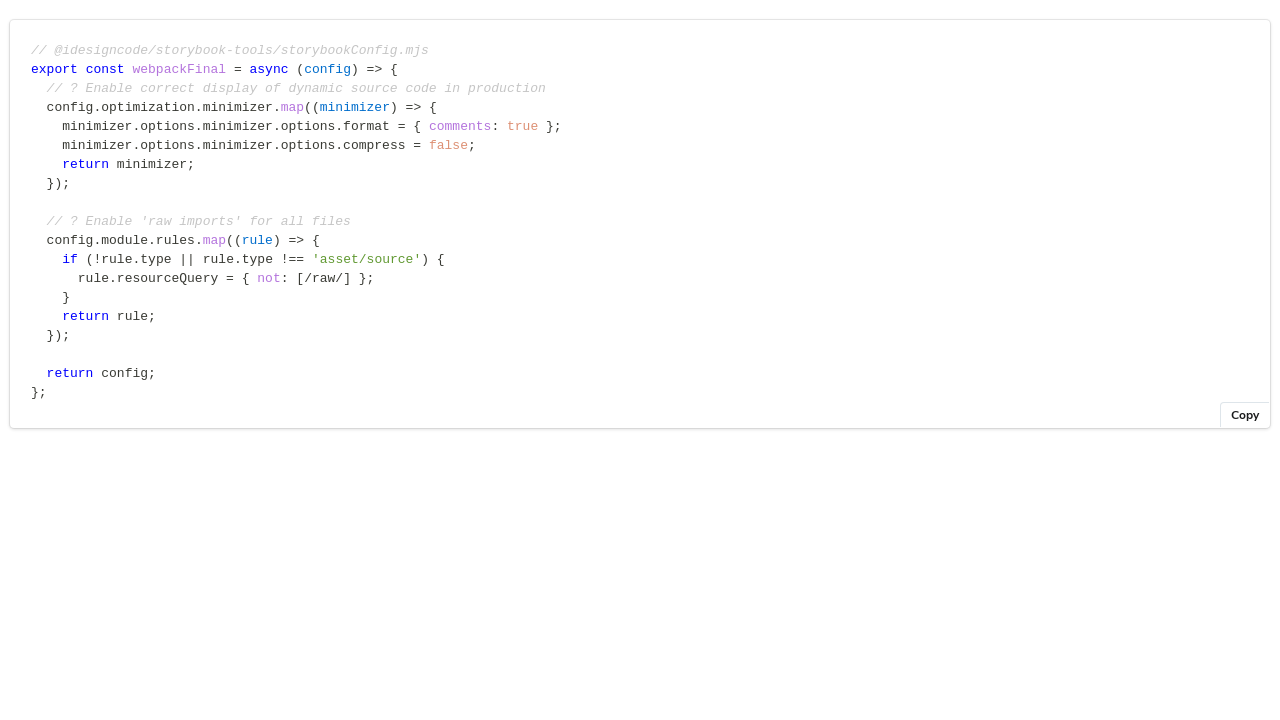 // @idesigncode/storybook-tools/storybookConfig.mjs
export const webpackFinal = async (config) => {
  // ? Enable correct display of dynamic source code in production
  config.optimization.minimizer.map((minimizer) => {
    minimizer.options.minimizer.options.format = { comments: true };
    minimizer.options.minimizer.options.compress = false;
    return minimizer;
  });

  // ? Enable 'raw imports' for all files
  config.module.rules.map((rule) => {
    if (!rule.type || rule.type !== 'asset/source') {
      rule.resourceQuery = { not: [/raw/] };
    }
    return rule;
  });

  return config;
};
Copy